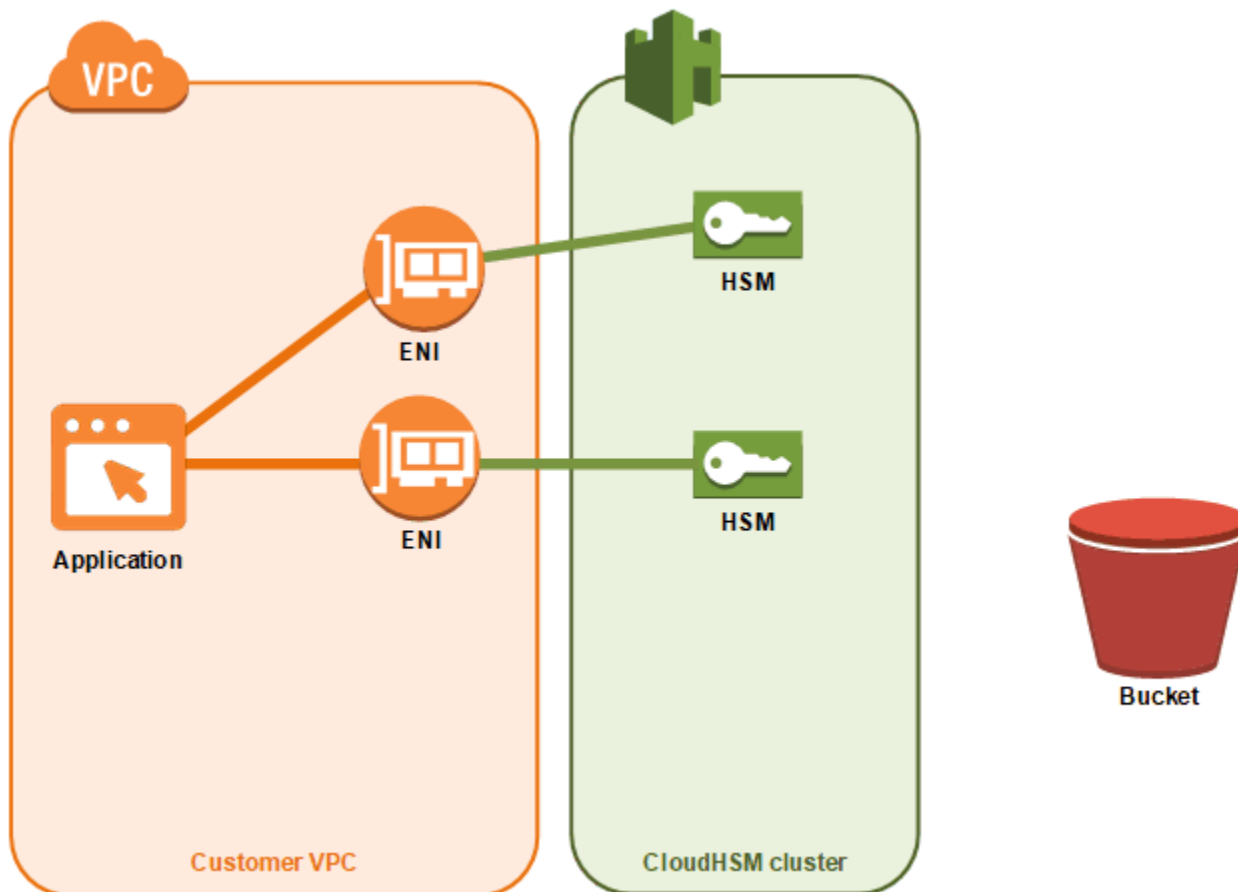 VPC
HSM
ENI
HSM
ENI
Application
Bucket
Customer VPC
CloudHSM cluster